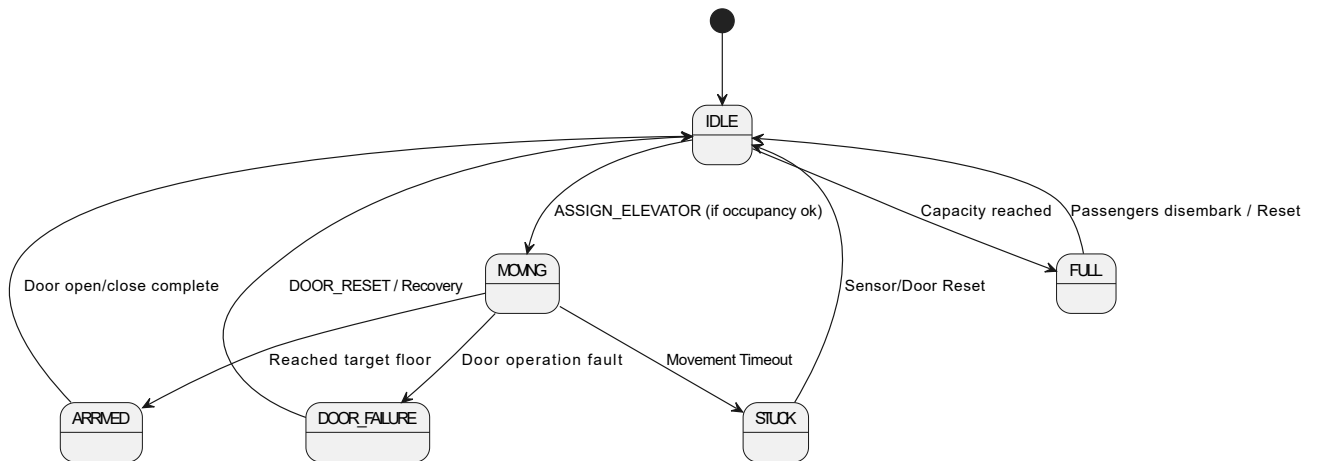 IDLE
ASSIGN_ELEVATOR (if occupancy ok)
Capacity reached
Passengers disembark / Reset
MOVING
FULL
Door open/close complete
DOOR_RESET / Recovery
Sensor/Door Reset
Reached target floor
Door operation fault
Movement Timeout
ARRIVED
DOOR_FAILURE
STUCK